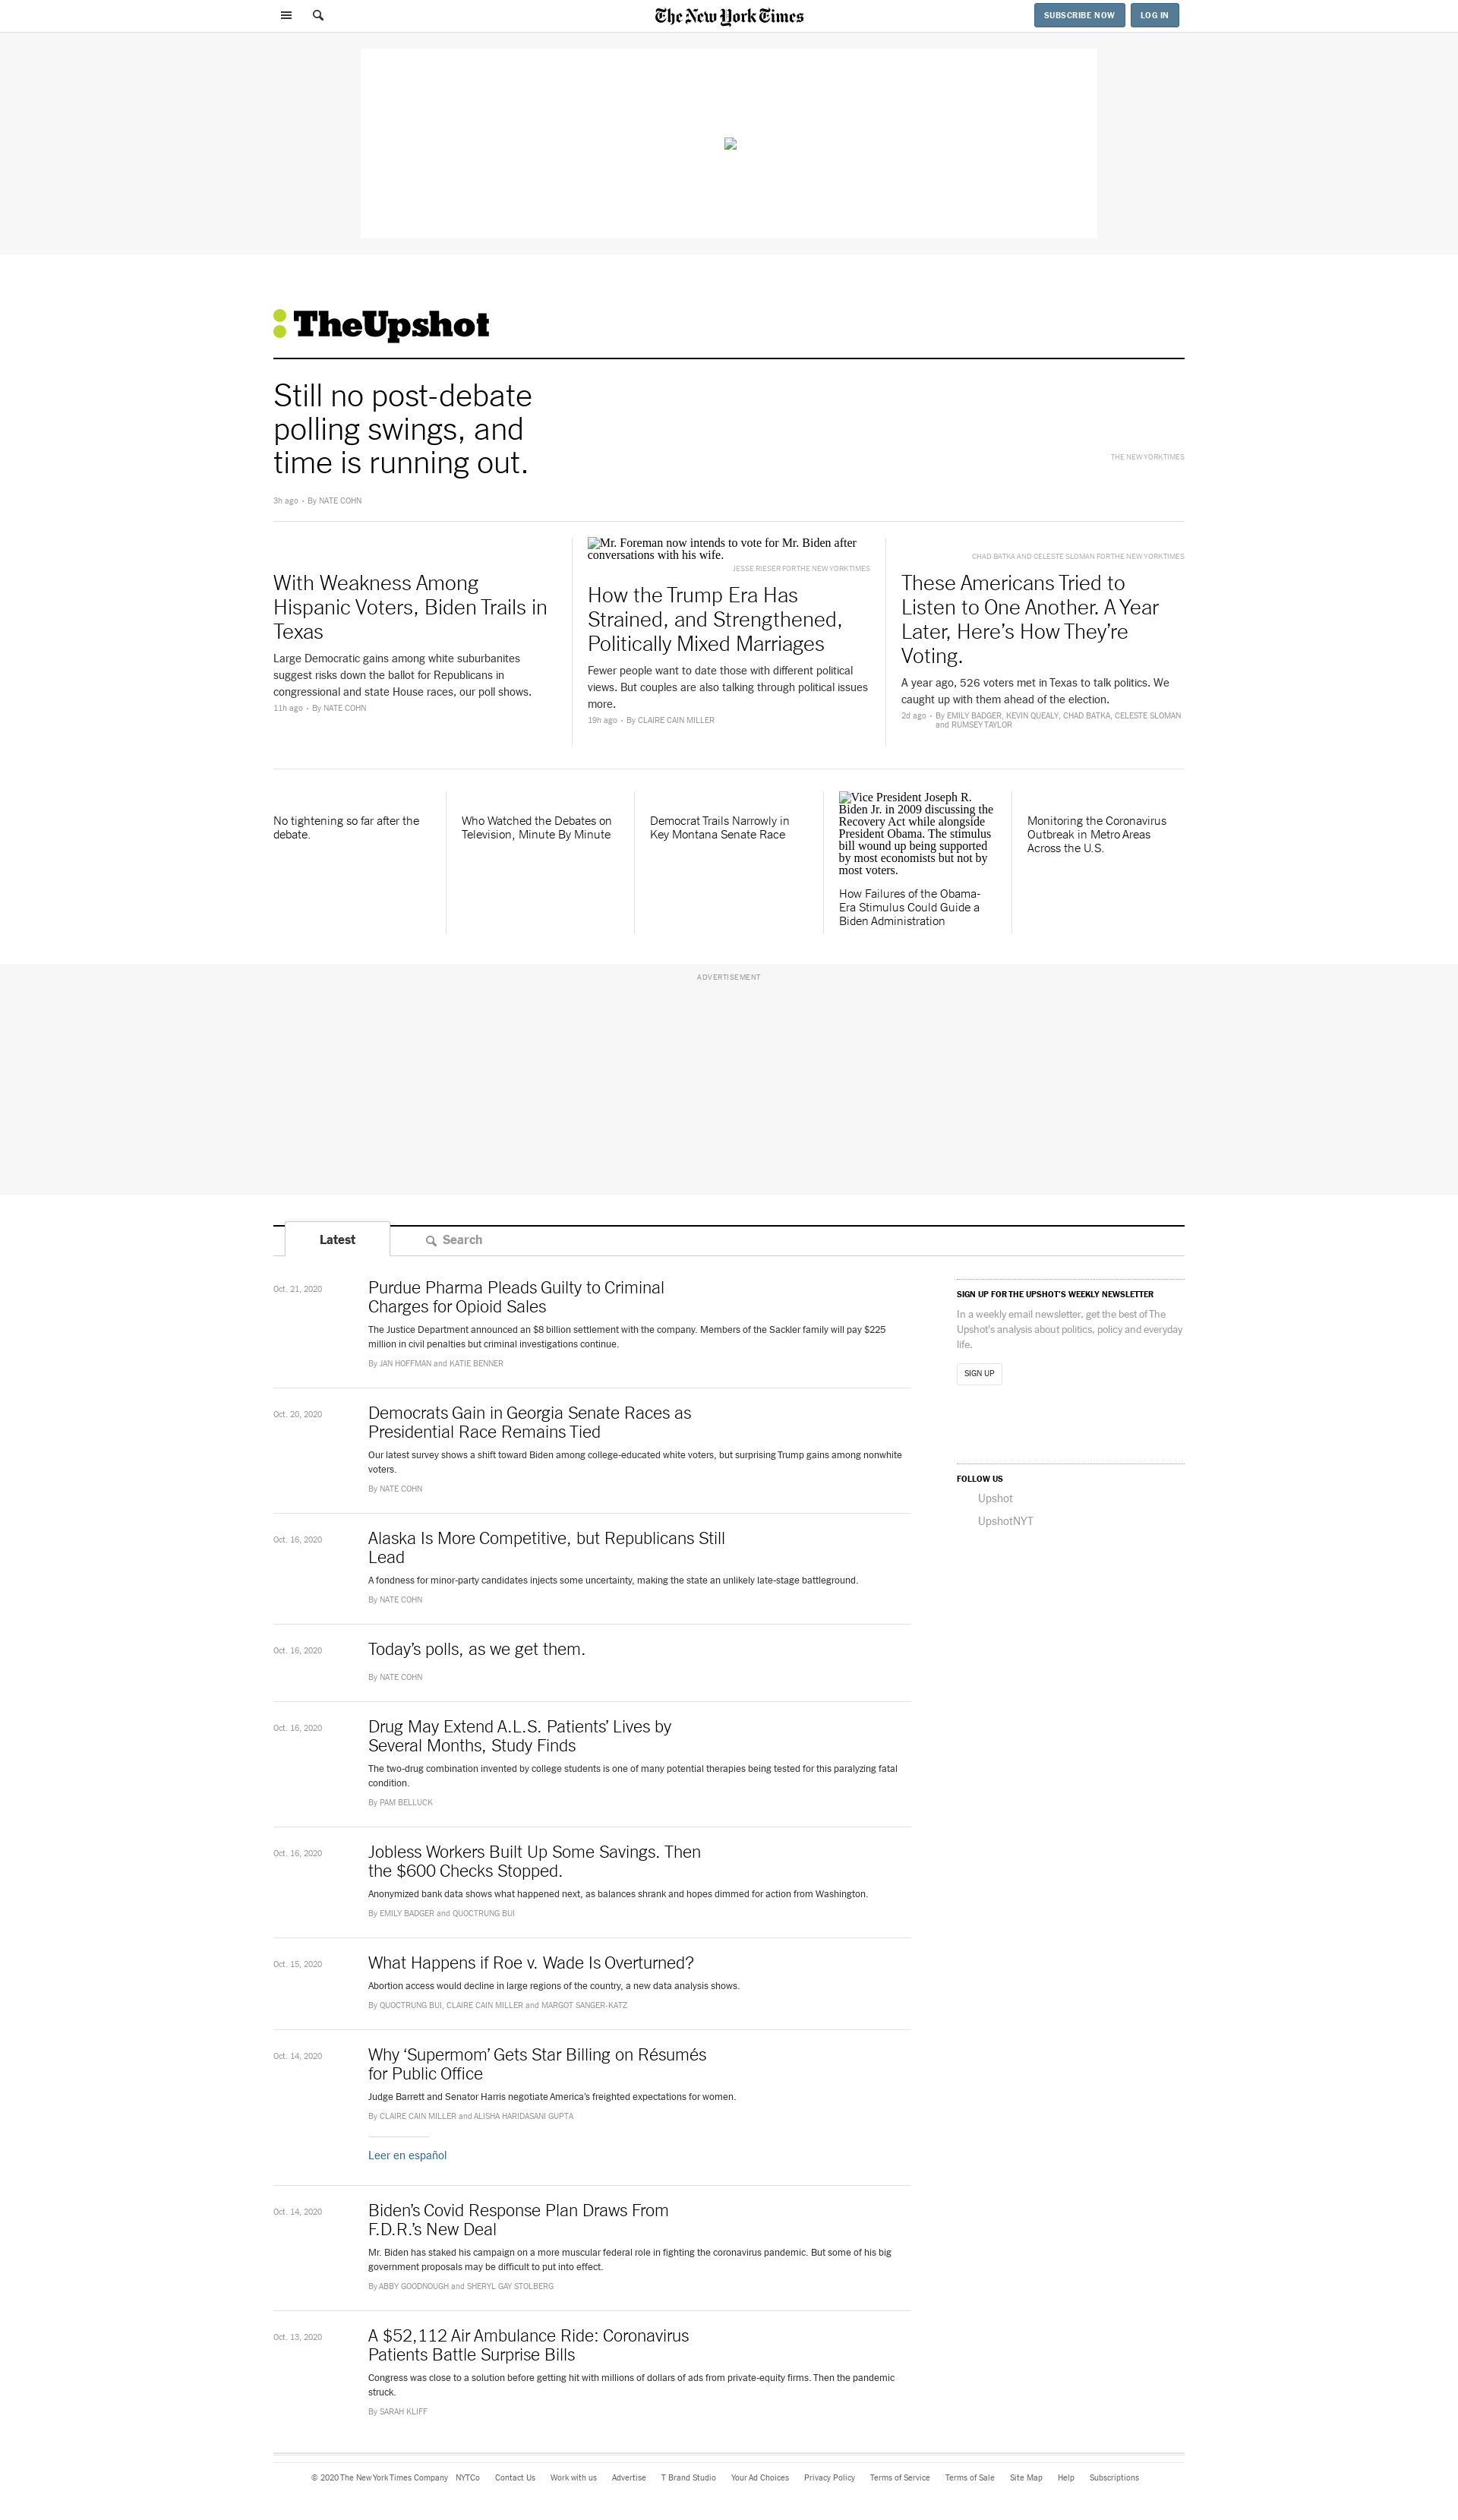 The New York Times
SUBSCRIBE NOW
LOG IN
TheUpshot
Still no post-debate
polling swings, and
time is running out.
THE NEW YORK TIMES
3h ago • By NATE COHN
With Weakness Among
Hispanic Voters, Biden Trails in
Texas
Large Democratic gains among white suburbanites
suggest risks down the ballot for Republicans in
congressional and state House races, our poll shows.
11h ago • By NATE COHN
Mr. Foreman now intends to vote for Mr. Biden after
conversations with his wife.
JESSE RIESER FOR THE NEW YORK TIMES
How the Trump Era Has
Strained, and Strengthened,
Politically Mixed Marriages
Fewer people want to date those with different political
views. But couples are also talking through political issues
more.
19h ago • By CLAIRE CAIN MILLER
CHAD BATKA AND CELESTE SLOMAN FOR THE NEW YORK TIMES
These Americans Tried to
Listen to One Another. A Year
Later, Here’s How They’re
Voting.
A year ago, 526 voters met in Texas to talk politics. We
caught up with them ahead of the election.
2d ago • By EMILY BADGER, KEVIN QUEALY, CHAD BATKA, CELESTE SLOMAN
and RUMSEY TAYLOR
No tightening so far after the
debate.
Who Watched the Debates on
Television, Minute By Minute
Democrat Trails Narrowly in
Key Montana Senate Race
Vice President Joseph R.
Biden Jr. in 2009 discussing the
Recovery Act while alongside
President Obama. The stimulus
bill wound up being supported
by most economists but not by
most voters.
How Failures of the Obama-
Era Stimulus Could Guide a
Biden Administration
Monitoring the Coronavirus
Outbreak in Metro Areas
Across the U.S.
ADVERTISEMENT
Latest
Search
Oct. 21, 2020
Purdue Pharma Pleads Guilty to Criminal
Charges for Opioid Sales
The Justice Department announced an $8 billion settlement with the company. Members of the Sackler family will pay $225
million in civil penalties but criminal investigations continue.
By JAN HOFFMAN and KATIE BENNER
Oct. 20, 2020
Democrats Gain in Georgia Senate Races as
Presidential Race Remains Tied
Our latest survey shows a shift toward Biden among college-educated white voters, but surprising Trump gains among nonwhite
voters.
By NATE COHN
Oct. 16, 2020
Alaska Is More Competitive, but Republicans Still
Lead
A fondness for minor-party candidates injects some uncertainty, making the state an unlikely late-stage battleground.
By NATE COHN
Oct. 16, 2020
Today’s polls, as we get them.
By NATE COHN
Oct. 16, 2020
Drug May Extend A.L.S. Patients’ Lives by
Several Months, Study Finds
The two-drug combination invented by college students is one of many potential therapies being tested for this paralyzing fatal
condition.
By PAM BELLUCK
Oct. 16, 2020
Jobless Workers Built Up Some Savings. Then
the $600 Checks Stopped.
Anonymized bank data shows what happened next, as balances shrank and hopes dimmed for action from Washington.
By EMILY BADGER and QUOCTRUNG BUI
Oct. 15, 2020
What Happens if Roe v. Wade Is Overturned?
Abortion access would decline in large regions of the country, a new data analysis shows.
By QUOCTRUNG BUI, CLAIRE CAIN MILLER and MARGOT SANGER-KATZ
Oct. 14, 2020
Why ‘Supermom’ Gets Star Billing on Résumés
for Public Office
Judge Barrett and Senator Harris negotiate America’s freighted expectations for women.
By CLAIRE CAIN MILLER and ALISHA HARIDASANI GUPTA
Leer en español
Oct. 14, 2020
Biden’s Covid Response Plan Draws From
F.D.R.’s New Deal
Mr. Biden has staked his campaign on a more muscular federal role in fighting the coronavirus pandemic. But some of his big
government proposals may be difficult to put into effect.
By ABBY GOODNOUGH and SHERYL GAY STOLBERG
Oct. 13, 2020
A $52,112 Air Ambulance Ride: Coronavirus
Patients Battle Surprise Bills
Congress was close to a solution before getting hit with millions of dollars of ads from private-equity firms. Then the pandemic
struck.
By SARAH KLIFF
SIGN UP FOR THE UPSHOT’S WEEKLY NEWSLETTER
In a weekly email newsletter, get the best of The
Upshot’s analysis about politics, policy and everyday
life.
SIGN UP
FOLLOW US
Upshot
UpshotNYT
© 2020 The New York Times Company NYTCo Contact Us Work with us Advertise T Brand Studio Your Ad Choices Privacy Policy Terms of Service Terms of Sale Site Map Help Subscriptions